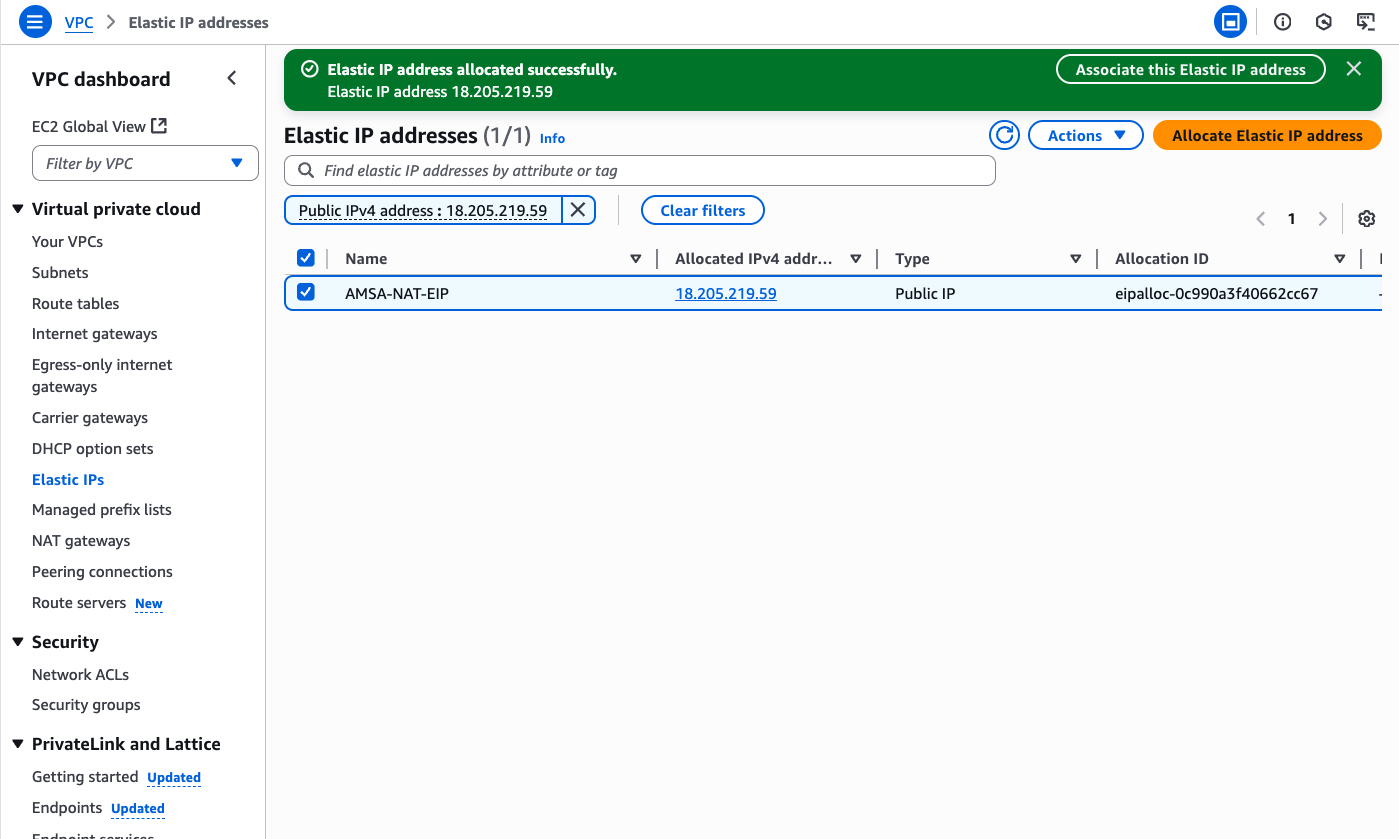 VPC > Elastic IP addresses
VPC dashboard
EC2 Global View
Filter by VPC
Virtual private cloud
Your VPCs
Subnets
Route tables
Internet gateways
Egress-only internet
gateways
Carrier gateways
DHCP option sets
Elastic IPs
Managed prefix lists
NAT gateways
Peering connections
Route servers New
Security
Network ACLs
Security groups
PrivateLink and Lattice
Getting started Updated
Endpoints Updated
Endpoint services
Elastic IP address allocated successfully.
Elastic IP address 18.205.219.59
Associate this Elastic IP address
Elastic IP addresses (1/1) Info
Actions
Allocate Elastic IP address
Find elastic IP addresses by attribute or tag
Public IPv4 address : 18.205.219.59
Clear filters
1
Name Allocated IPv4 addr... Type Allocation ID
AMSA-NAT-EIP 18.205.219.59 Public IP eipalloc-0c990a3f40662cc67